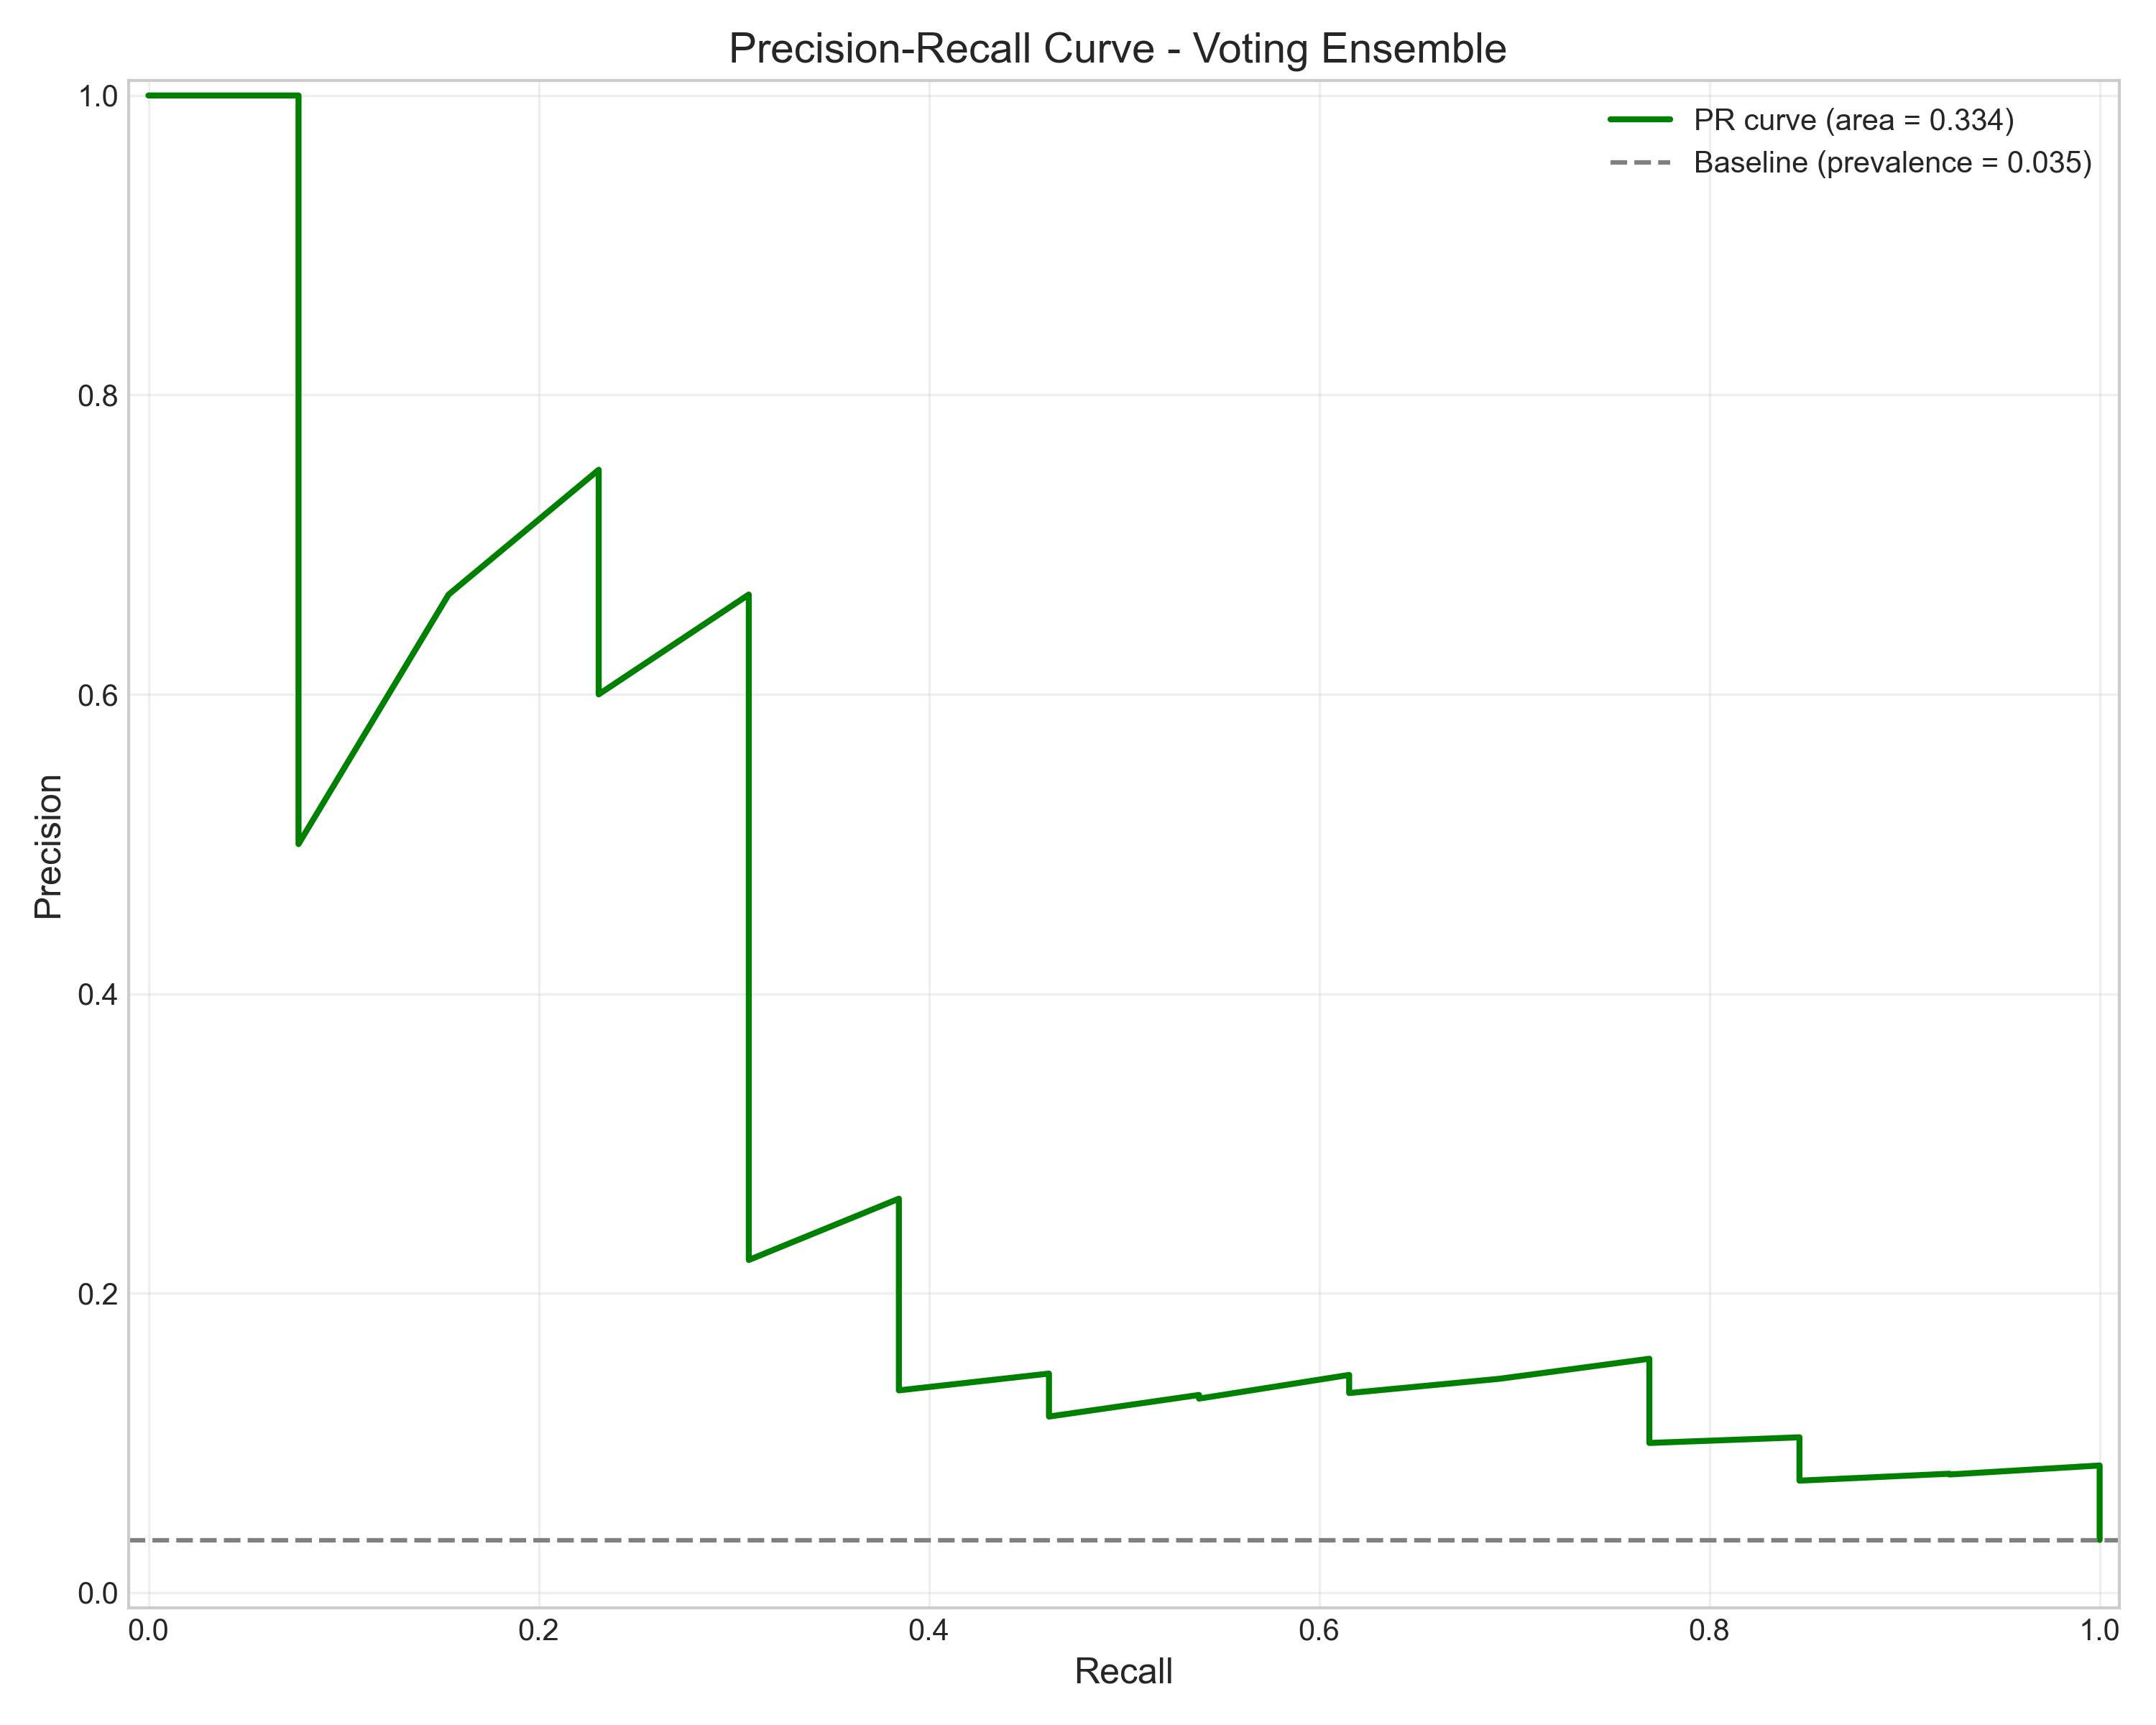 Precision-Recall Curve - Voting Ensemble
PR curve (area = 0.334)
Baseline (prevalence = 0.035)
1.0
0.8
0.6
0.4
0.2
0.0
Precision
0.0 0.2 0.4 0.6 0.8 1.0
Recall